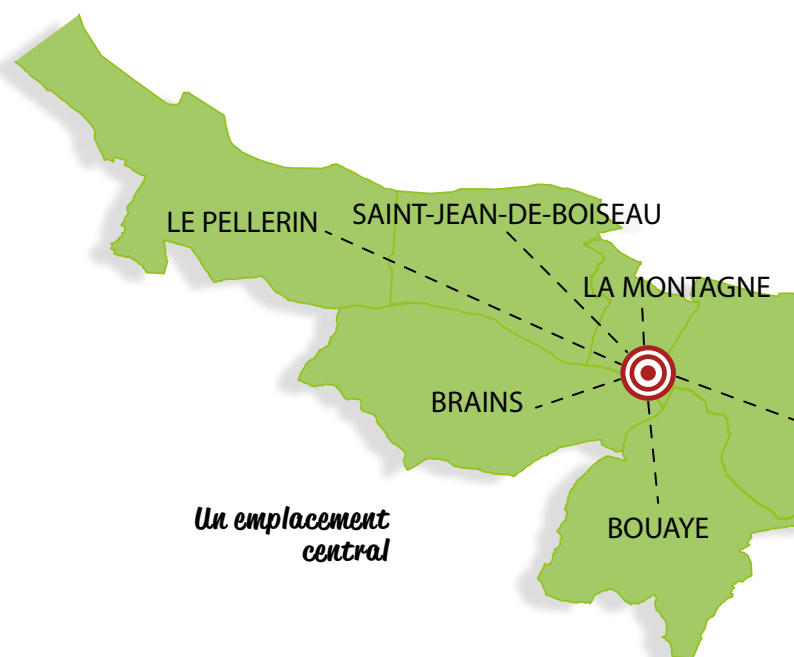 SAINT-JEAN-DE-BOISEAU
LE PELLERIN
LA MONTAGNE
BRAINS
Un emplacement
central
BOUAYE